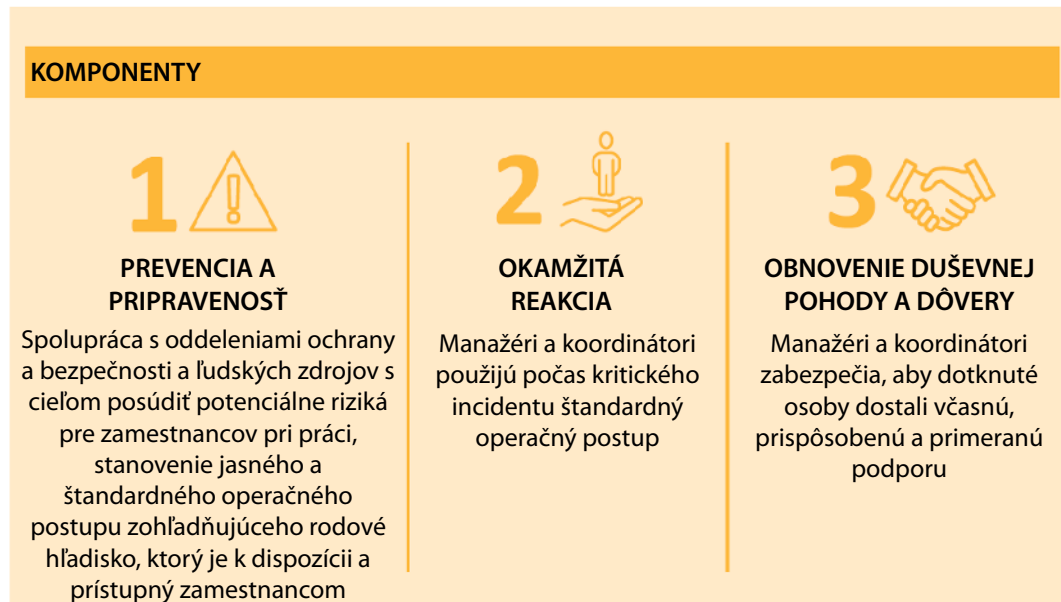 KOMPONENTY
1
PREVENCIA A
PRIPRAVENOSŤ
Spolupráca s oddeleniami ochrany
a bezpečnosti a ľudských zdrojov s
cieľom posúdiť potenciálne riziká
pre zamestnancov pri práci,
stanovenie jasného a
štandardného operačného
postupu zohľadňujúceho rodové
hľadisko, ktorý je k dispozícii a
prístupný zamestnancom
2
OKAMŽITÁ
REAKCIA
Manažéri a koordinátori
použijú počas kritického
incidentu štandardný
operačný postup
3
OBNOVENIE DUŠEVNEJ
POHODY A DÔVERY
Manažéri a koordinátori
zabezpečia, aby dotknuté
osoby dostali včasnú,
prispôsobenú a primeranú
podporu